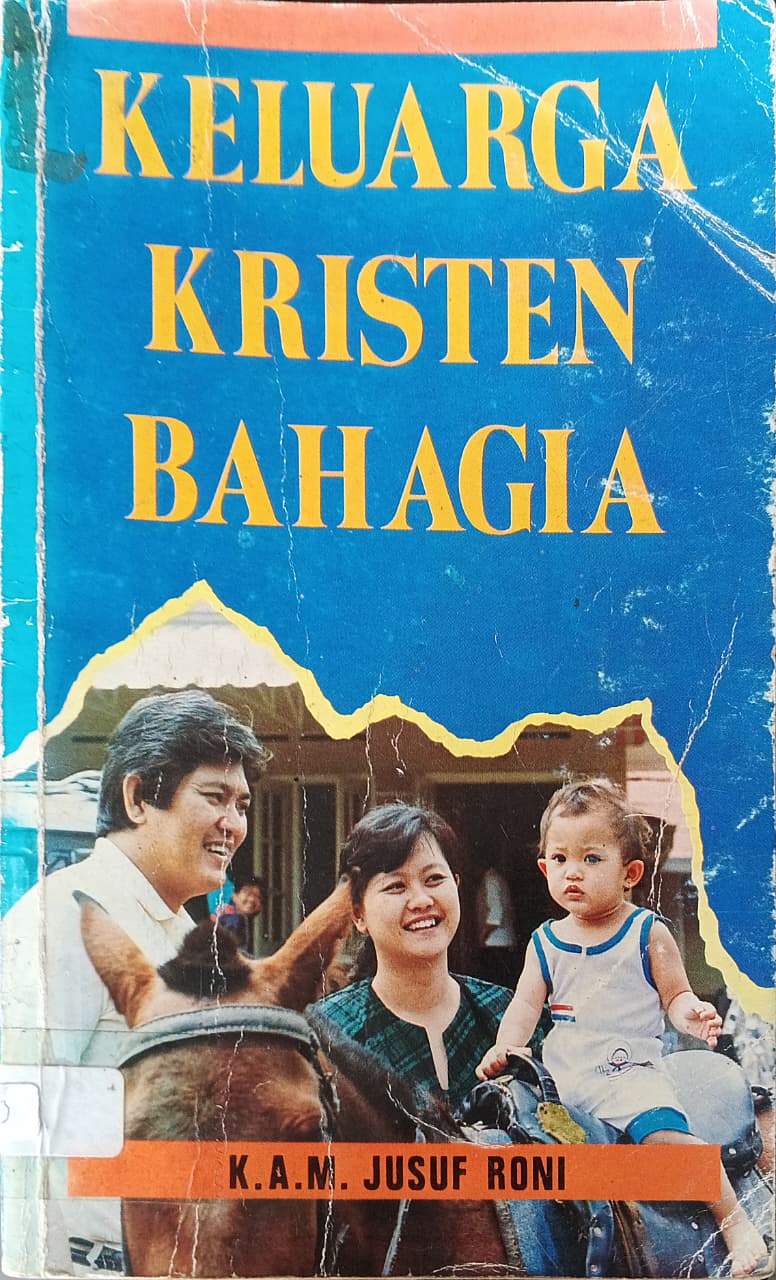 KELUARGA
KRISTEN
BAHAGIA
K.A.M. JUSUF RONI